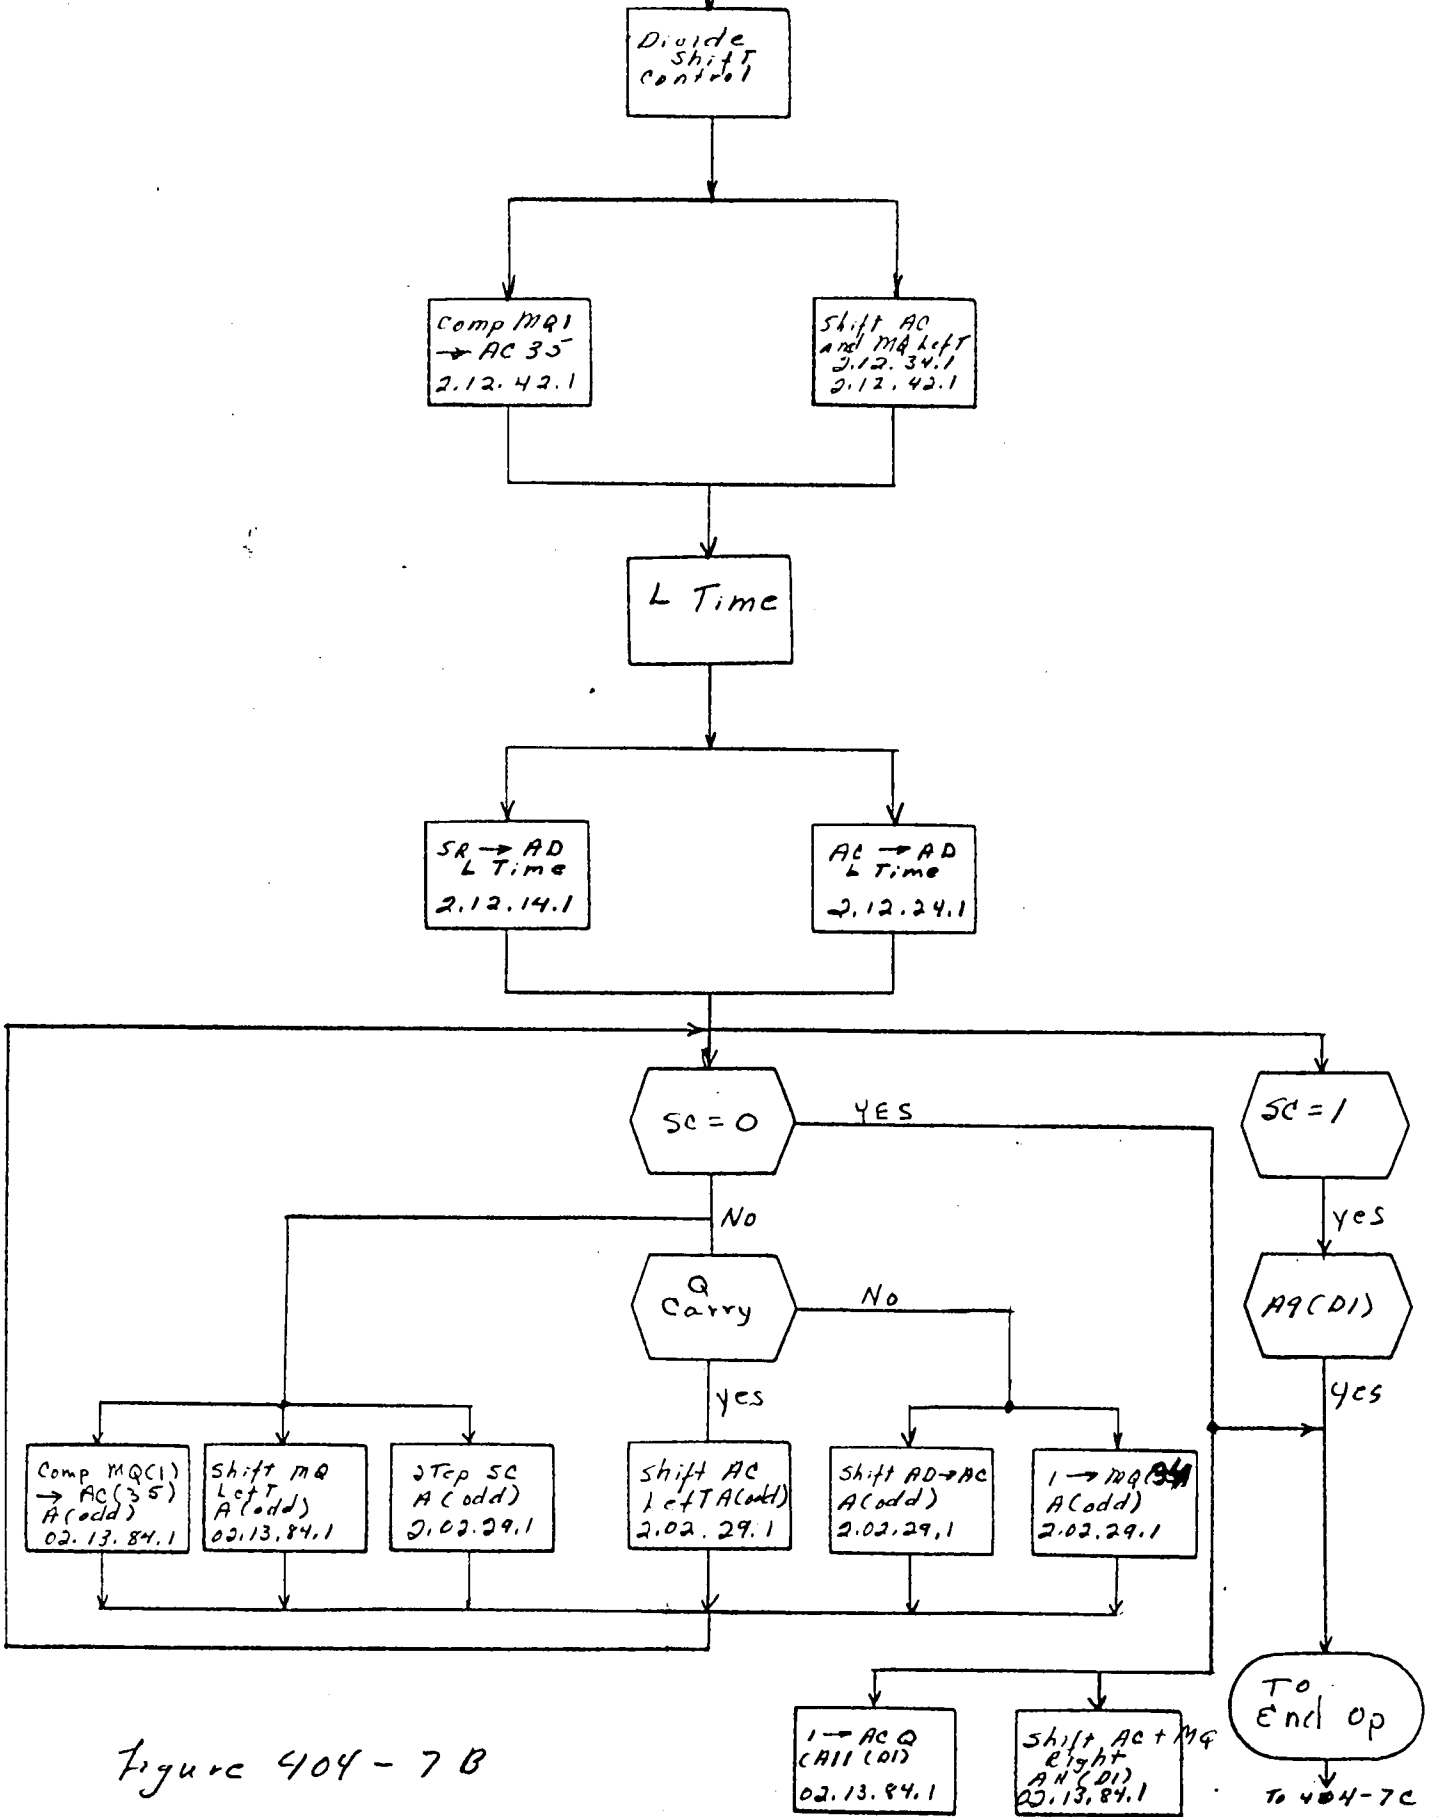 Divide
Shift
Control
Comp MQ1
→ AC 35
2.12.42.1
Shift AC
and MQ Left
2.12.34.1
2.12.42.1
L Time
SR → AD
L Time
2.12.14.1
AC → AD
L Time
2.12.24.1
SC = 0
YES
SC = 1
No
yes
Q
Carry
No
A9(D1)
yes
yes
Comp MQ(1)
→ AC(35)
A(odd)
02.13.84.1
Shift MQ
Left
A(odd)
02.13.84.1
STep SC
A(odd)
2.02.29.1
Shift AC
Left A(odd)
2.02.29.1
Shift AD→AC
A(odd)
2.02.29.1
1 → MQ
A(odd)
2.02.29.1
1 → AC Q
(A11(D1)
02.13.84.1
Shift AC + MQ
Right
(D1)
02.13.84.1
To
End Op
To 404-7C
Figure 404-7B